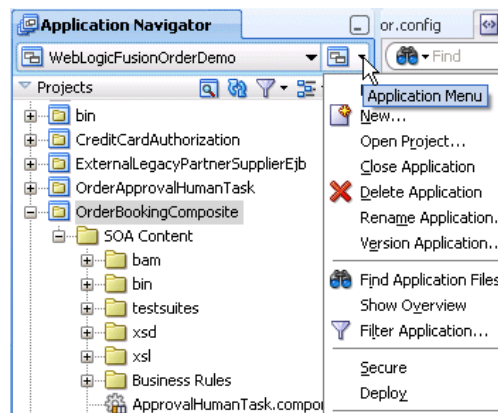 Application Navigator
or.config
WebLogicFusionOrderDemo
Find
Projects
Application Menu
bin
New...
CreditCardAuthorization
Open Project...
ExternalLegacyPartnerSupplierEjb
Close Application
OrderApprovalHumanTask
Delete Application
OrderBookingComposite
Rename Application.
SOA Content
Version Application..
bam
bin
Find Application Files
testsuites
Show Overview
xsd
Filter Application...
xsl
Business Rules
Secure
ApprovalHumanTask.compo
Deploy